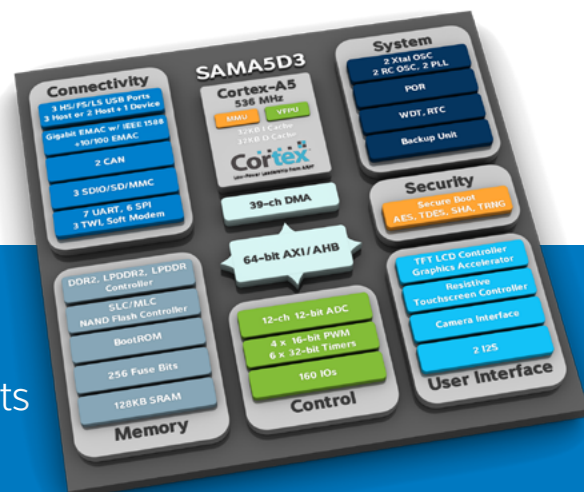 SAMA5D3
Connectivity
3 HS/FS/LS USB Ports
3 Host or 2 Host + 1 Device
Gigabit EMAC w/ IEEE 1588
+10/100 EMAC
2 CAN
3 SDIO/SD/MMC
7 UART, 6 SPI
3 TWI, Soft Modem
Cortex-A5
536 MHz
MMU
VFPU
32KB I Cache
32KB D Cache
Cortex
Low-Power Leadership from ARM
39-ch DMA
64-bit AXI/AHB
System
2 Xtal OSC
2 RC OSC, 2 PLL
POR
WDT, RTC
Backup Unit
Security
Secure Boot
AES, TDES, SHA, TRNG
DDR2, LPDDR2, LPDDR
Controller
SLC/MLC
NAND Flash Controller
BootROM
256 Fuse Bits
128KB SRAM
Memory
12-ch 12-bit ADC
4 x 16-bit PWM
6 x 32-bit Timers
160 IOs
Control
TFT LCD Controller
Graphics Accelerator
Resistive
Touchscreen Controller
Camera Interface
2 I2S
User Interface
ts